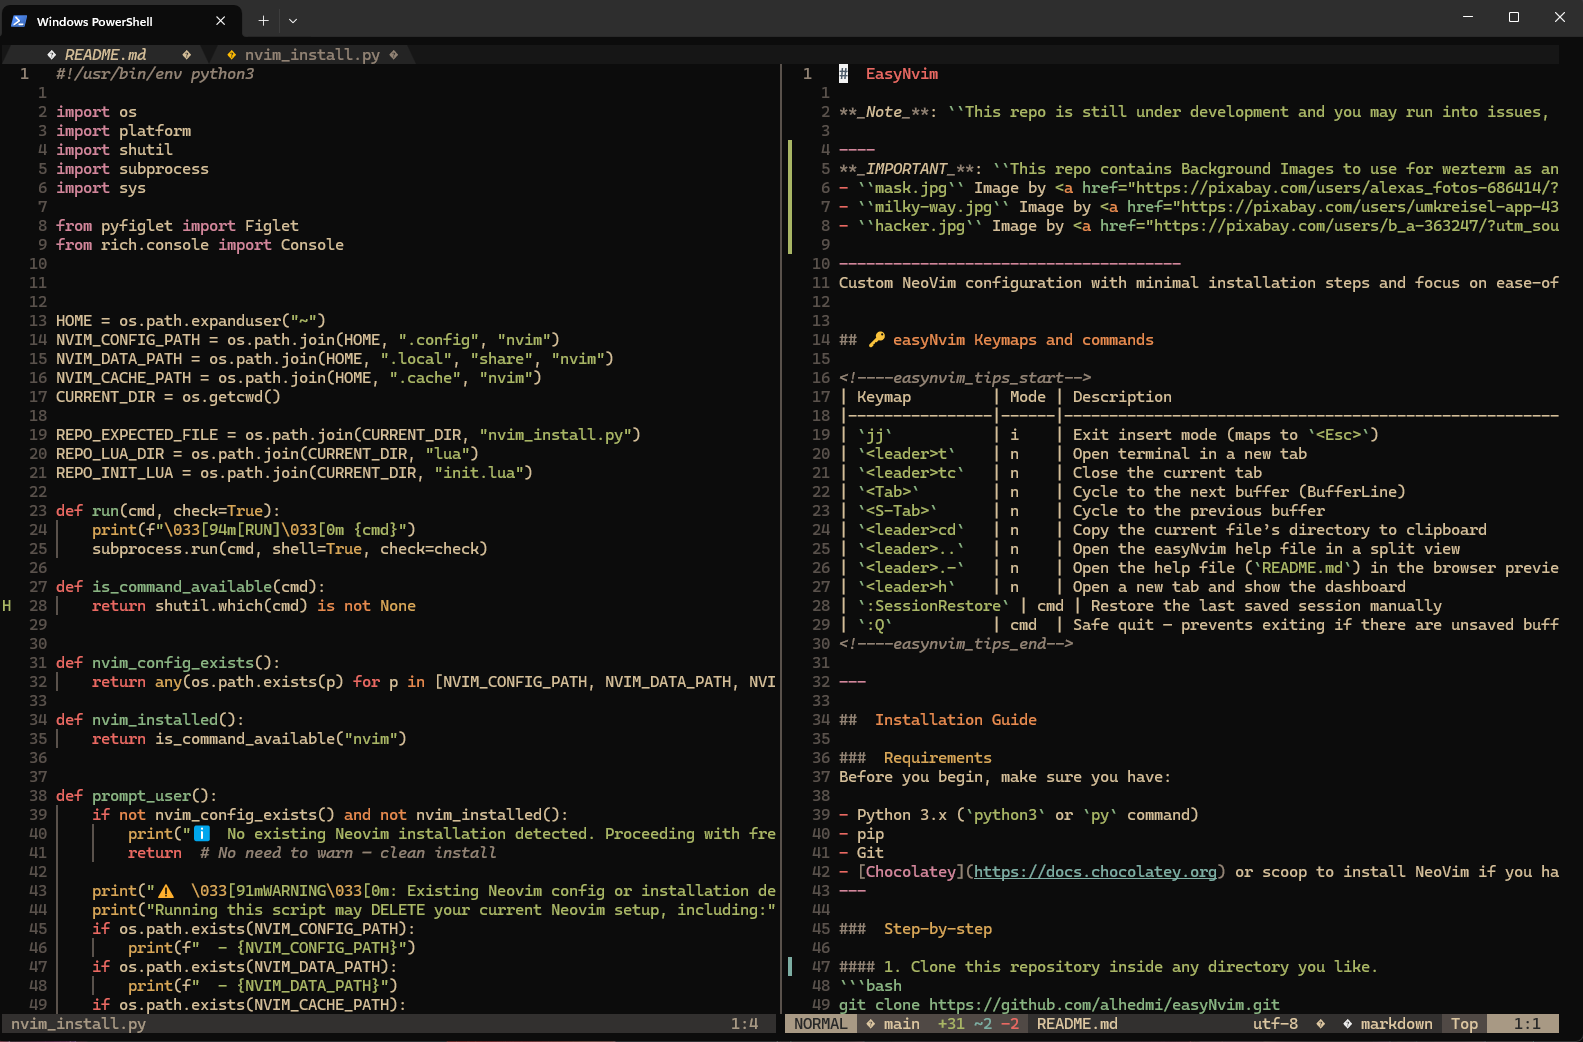 Windows PowerShell
README.md nvim_install.py
1 #!/usr/bin/env python3
1
2 import os
3 import platform
4 import shutil
5 import subprocess
6 import sys
7
8 from pyfiglet import Figlet
9 from rich.console import Console
10
11
12
13 HOME = os.path.expanduser("~")
14 NVIM_CONFIG_PATH = os.path.join(HOME, ".config", "nvim")
15 NVIM_DATA_PATH = os.path.join(HOME, ".local", "share", "nvim")
16 NVIM_CACHE_PATH = os.path.join(HOME, ".cache", "nvim")
17 CURRENT_DIR = os.getcwd()
18
19 REPO_EXPECTED_FILE = os.path.join(CURRENT_DIR, "nvim_install.py")
20 REPO_LUA_DIR = os.path.join(CURRENT_DIR, "lua")
21 REPO_INIT_LUA = os.path.join(CURRENT_DIR, "init.lua")
22
23 def run(cmd, check=True):
24     print(f"\033[94m[RUN]\033[0m {cmd}")
25     subprocess.run(cmd, shell=True, check=check)
26
27 def is_command_available(cmd):
H 28     return shutil.which(cmd) is not None
29
30
31 def nvim_config_exists():
32     return any(os.path.exists(p) for p in [NVIM_CONFIG_PATH, NVIM_DATA_PATH, NVI
33
34 def nvim_installed():
35     return is_command_available("nvim")
36
37
38 def prompt_user():
39     if not nvim_config_exists() and not nvim_installed():
40         print("ℹ️  No existing Neovim installation detected. Proceeding with fre
41         return  # No need to warn — clean install
42
43     print("⚠️  \033[91mWARNING\033[0m: Existing Neovim config or installation de
44     print("Running this script may DELETE your current Neovim setup, including:"
45     if os.path.exists(NVIM_CONFIG_PATH):
46         print(f"  - {NVIM_CONFIG_PATH}")
47     if os.path.exists(NVIM_DATA_PATH):
48         print(f"  - {NVIM_DATA_PATH}")
49     if os.path.exists(NVIM_CACHE_PATH):
nvim_install.py 1:4
1 #  EasyNvim
1
2 **_Note_**: ``This repo is still under development and you may run into issues,
3
4 ----
5 **_IMPORTANT_**: ``This repo contains Background Images to use for wezterm as an
6 - ``mask.jpg`` Image by <a href="https://pixabay.com/users/alexas_fotos-686414/?
7 - ``milky-way.jpg`` Image by <a href="https://pixabay.com/users/umkreisel-app-43
8 - ``hacker.jpg`` Image by <a href="https://pixabay.com/users/b_a-363247/?utm_sou
9
10 --------------------------------------
11 Custom NeoVim configuration with minimal installation steps and focus on ease-of
12
13
14 ## 🔑 easyNvim Keymaps and commands
15
16 <!----easynvim_tips_start-->
17 | Keymap         | Mode | Description
18 |----------------|------|-------------------------------------------------------
19 | `jj`           | i    | Exit insert mode (maps to `<Esc>`)
20 | `<leader>t`    | n    | Open terminal in a new tab
21 | `<leader>tc`   | n    | Close the current tab
22 | `<Tab>`        | n    | Cycle to the next buffer (BufferLine)
23 | `<S-Tab>`      | n    | Cycle to the previous buffer
24 | `<leader>cd`   | n    | Copy the current file’s directory to clipboard
25 | `<leader>..`   | n    | Open the easyNvim help file in a split view
26 | `<leader>.-`   | n    | Open the help file (`README.md`) in the browser previe
27 | `<leader>h`    | n    | Open a new tab and show the dashboard
28 | `:SessionRestore` | cmd | Restore the last saved session manually
29 | `:Q`           | cmd  | Safe quit — prevents exiting if there are unsaved buff
30 <!----easynvim_tips_end-->
31
32 ---
33
34 ##  Installation Guide
35
36 ###  Requirements
37 Before you begin, make sure you have:
38
39 - Python 3.x (`python3` or `py` command)
40 - pip
41 - Git
42 - [Chocolatey](https://docs.chocolatey.org) or scoop to install NeoVim if you ha
43 ---
44
45 ###  Step-by-step
46
47 #### 1. Clone this repository inside any directory you like.
48 ```bash
49 git clone https://github.com/alhedmi/easyNvim.git
NORMAL main +31 ~2 -2 README.md utf-8 markdown Top 1:1